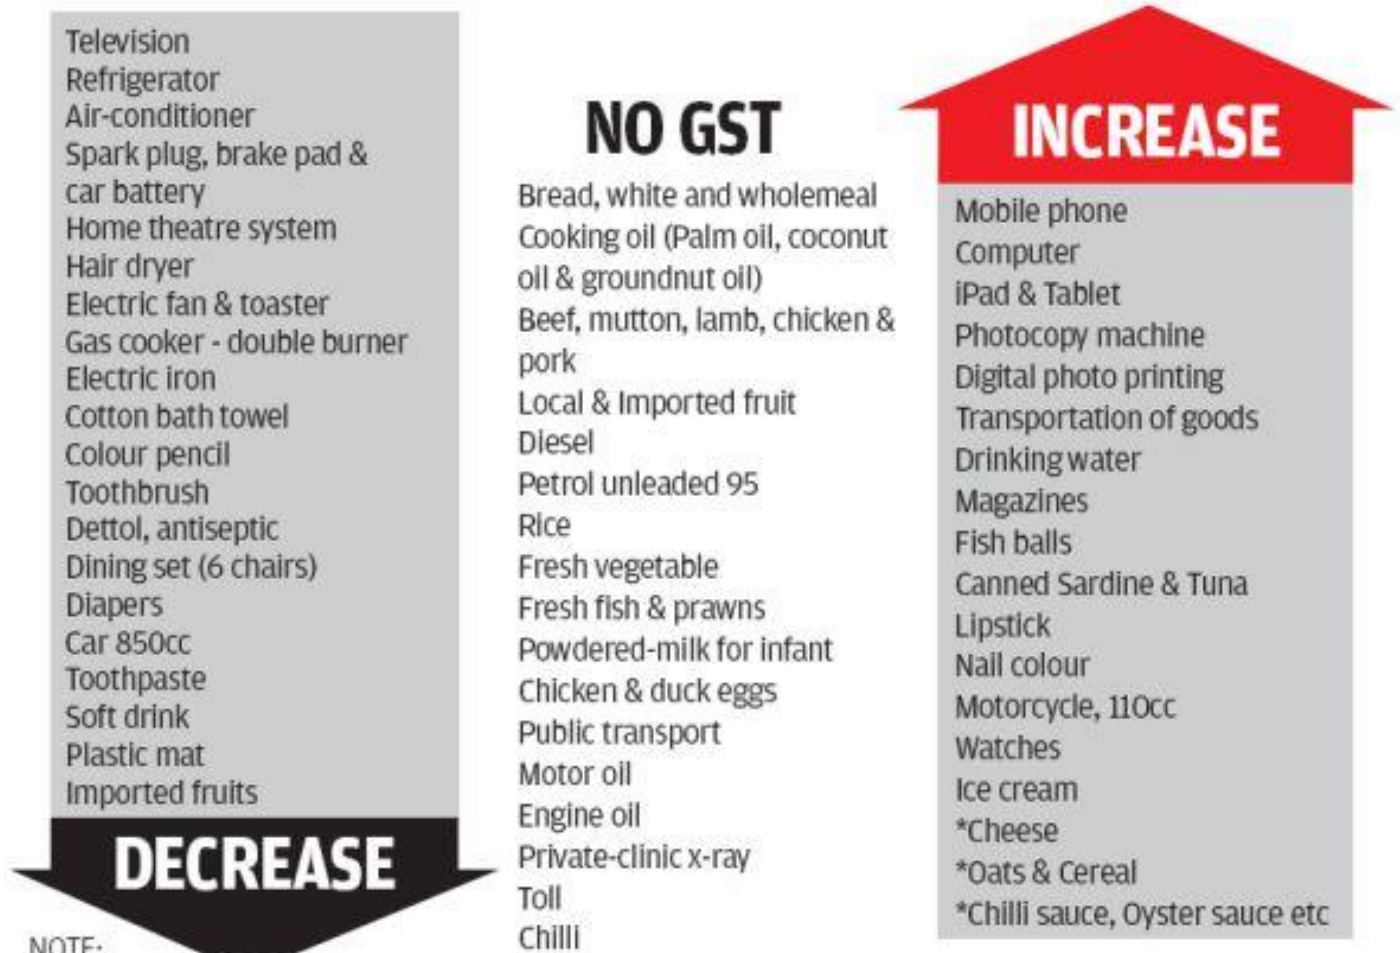 Television
Refrigerator
Air-conditioner
Spark plug, brake pad &
car battery
Home theatre system
Hair dryer
Electric fan & toaster
Gas cooker - double burner
Electric iron
Cotton bath towel
Colour pencil
Toothbrush
Dettol, antiseptic
Dining set (6 chairs)
Diapers
Car 850cc
Toothpaste
Soft drink
Plastic mat
Imported fruits
DECREASE
NOTE:
NO GST
Bread, white and wholemeal
Cooking oil (Palm oil, coconut
oil & groundnut oil)
Beef, mutton, lamb, chicken &
pork
Local & Imported fruit
Diesel
Petrol unleaded 95
Rice
Fresh vegetable
Fresh fish & prawns
Powdered-milk for infant
Chicken & duck eggs
Public transport
Motor oil
Engine oil
Private-clinic x-ray
Toll
Chilli
INCREASE
Mobile phone
Computer
iPad & Tablet
Photocopy machine
Digital photo printing
Transportation of goods
Drinking water
Magazines
Fish balls
Canned Sardine & Tuna
Lipstick
Nail colour
Motorcycle, 110cc
Watches
Ice cream
*Cheese
*Oats & Cereal
*Chilli sauce, Oyster sauce etc